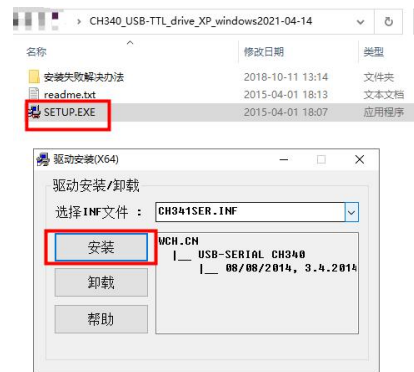 CH340_USB-TTL_drive_XP_windows2021-04-14
名称 修改日期 类型
安装失败解决办法 2018-10-11 13:14 文件夹
readme.txt 2015-04-01 18:13 文本文档
SETUP.EXE 2015-04-01 18:07 应用程序
驱动安装(X64)
驱动安装/卸载
选择INF文件 : CH341SER.INF
安装
WCH.CN
|__ USB-SERIAL CH340
|__ 08/08/2014, 3.4.2014
卸载
帮助